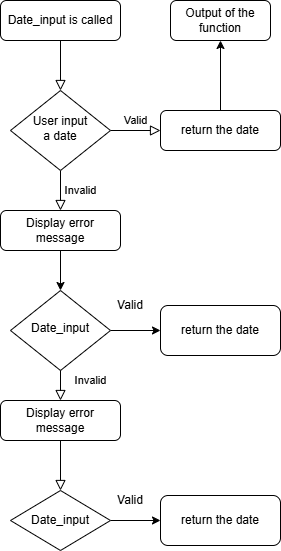 Date_input is called
Output of the
function
User input
a date
Valid
return the date
Invalid
Display error
message
Valid
Date_input
return the date
Invalid
Display error
message
Valid
Date_input
return the date